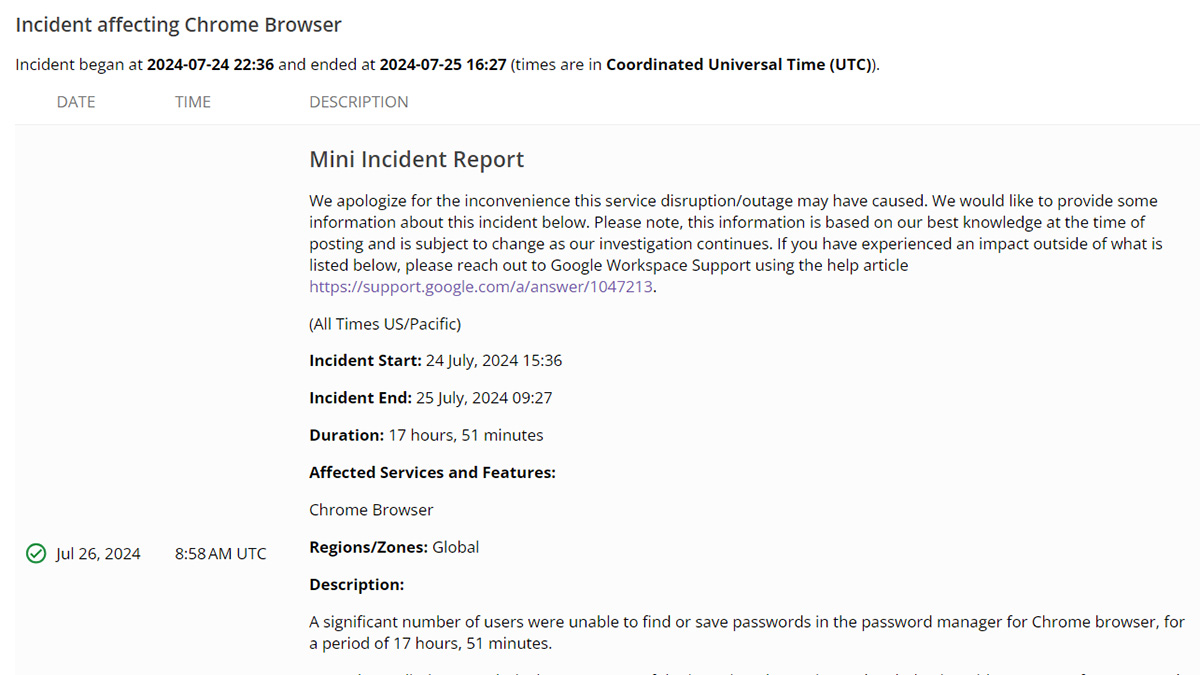 Incident affecting Chrome Browser
Incident began at 2024-07-24 22:36 and ended at 2024-07-25 16:27 (times are in Coordinated Universal Time (UTC)).
DATE TIME DESCRIPTION
Mini Incident Report
We apologize for the inconvenience this service disruption/outage may have caused. We would like to provide some
information about this incident below. Please note, this information is based on our best knowledge at the time of
posting and is subject to change as our investigation continues. If you have experienced an impact outside of what is
listed below, please reach out to Google Workspace Support using the help article
https://support.google.com/a/answer/1047213.
(All Times US/Pacific)
Incident Start: 24 July, 2024 15:36
Incident End: 25 July, 2024 09:27
Duration: 17 hours, 51 minutes
Affected Services and Features:
Chrome Browser
Jul 26, 2024 8:58 AM UTC
Regions/Zones: Global
Description:
A significant number of users were unable to find or save passwords in the password manager for Chrome browser, for
a period of 17 hours, 51 minutes.